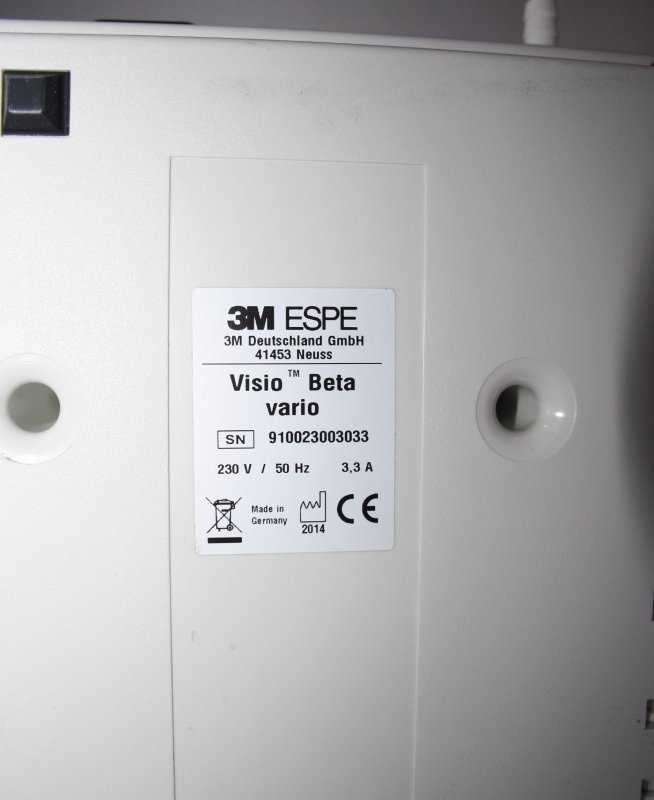 3M ESPE
3M Deutschland GmbH
41453 Neuss
Visio™ Beta
vario
SN 910023003033
230 V / 50 Hz 3,3 A
Made in
Germany
2014
CE